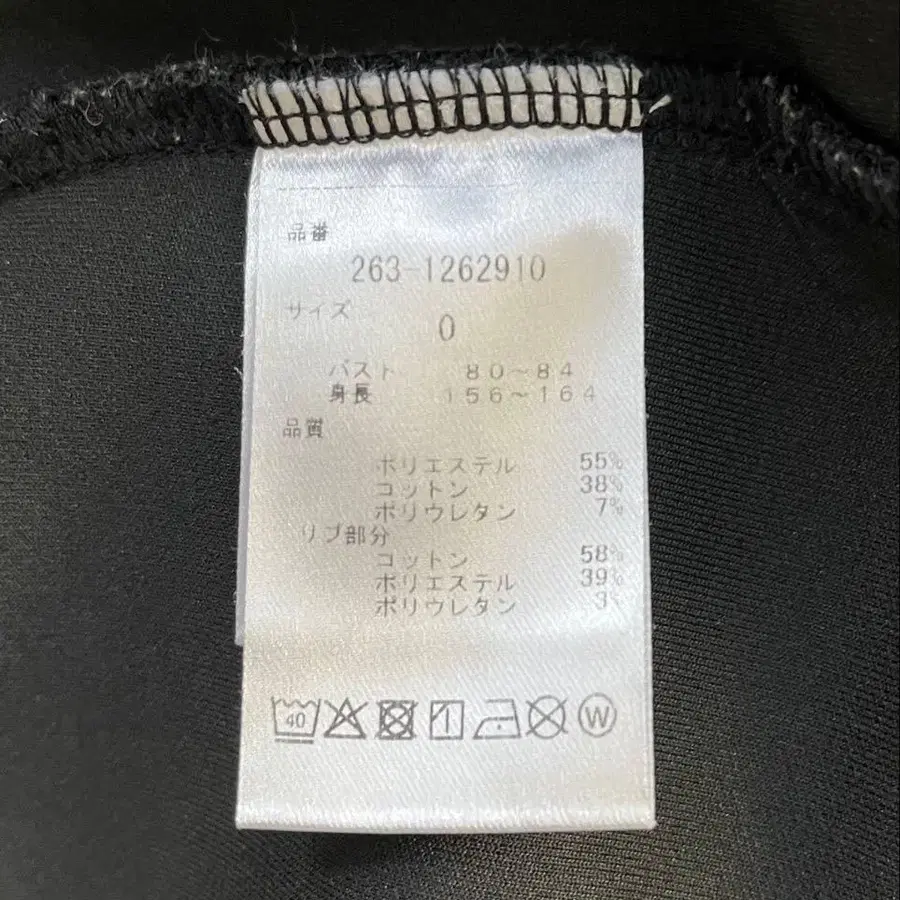 品番
263-1262910
サイズ
0
バスト 80～84
身長 156～164
品質
ポリエステル 55%
コットン 38%
ポリウレタン 7%
リブ部分
コットン 58%
ポリエステル 39%
ポリウレタン 3%
40 W